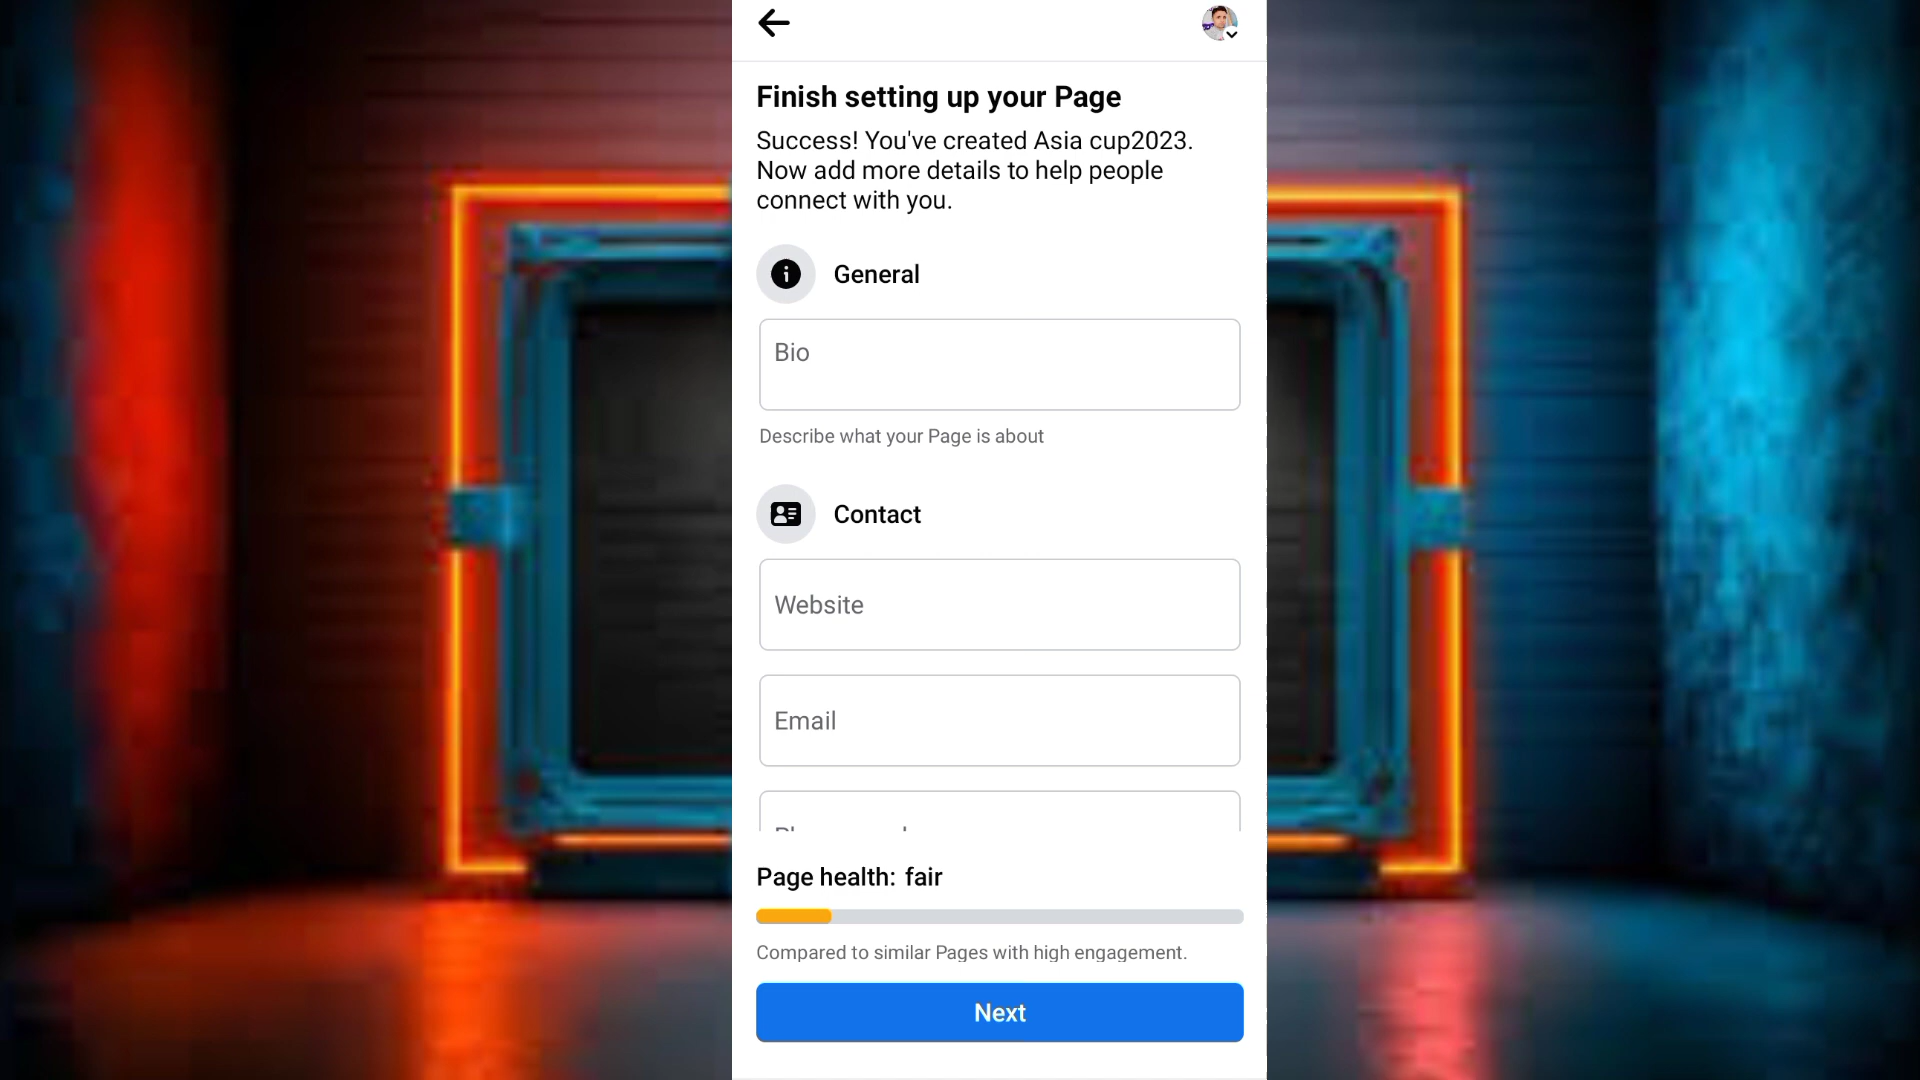 Finish setting up your Page
Success! You've created Asia cup2023.
Now add more details to help people
connect with you.
General
Bio
Describe what your Page is about
Contact
Website
Email
Page health: fair
Compared to similar Pages with high engagement.
Next